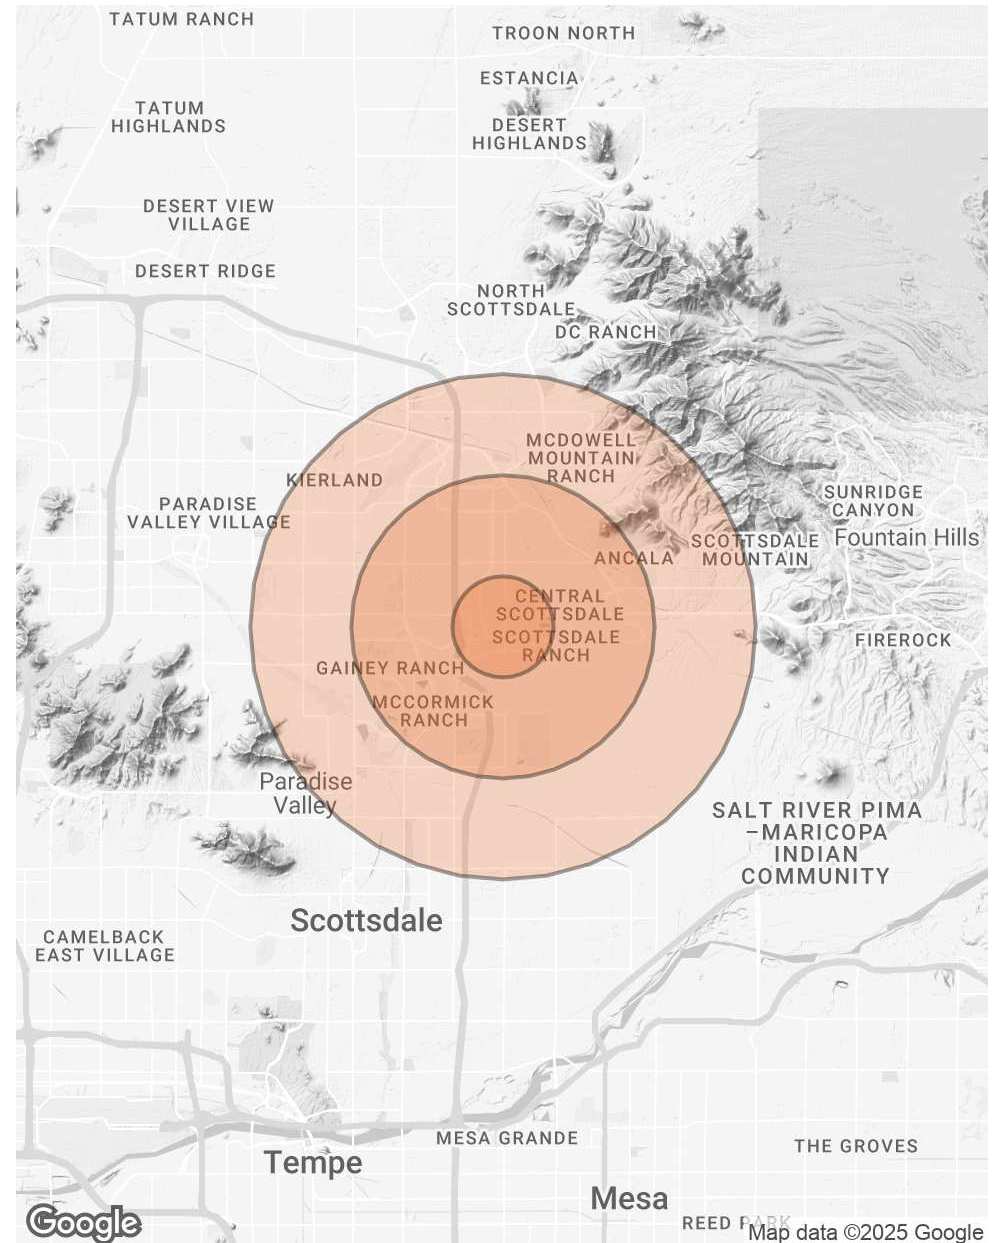 TATUM RANCH
TROON NORTH
ESTANCIA
TATUM
HIGHLANDS
DESERT
HIGHLANDS
DESERT VIEW
VILLAGE
DESERT RIDGE
NORTH
SCOTTSDALE
DC RANCH
MCDOWELL
MOUNTAIN
RANCH
KIERLAND
PARADISE
VALLEY VILLAGE
SUNRIDGE
CANYON
Fountain Hills
SCOTTSDALE
MOUNTAIN
ANCALA
CENTRAL
SCOTTSDALE
SCOTTSDALE
RANCH
FIREROCK
GAINEY RANCH
MCCORMICK
RANCH
Paradise
Valley
SALT RIVER PIMA
–MARICOPA
INDIAN
COMMUNITY
Scottsdale
CAMELBACK
EAST VILLAGE
MESA GRANDE
THE GROVES
Tempe
Mesa
REED PARK
Google
Map data ©2025 Google